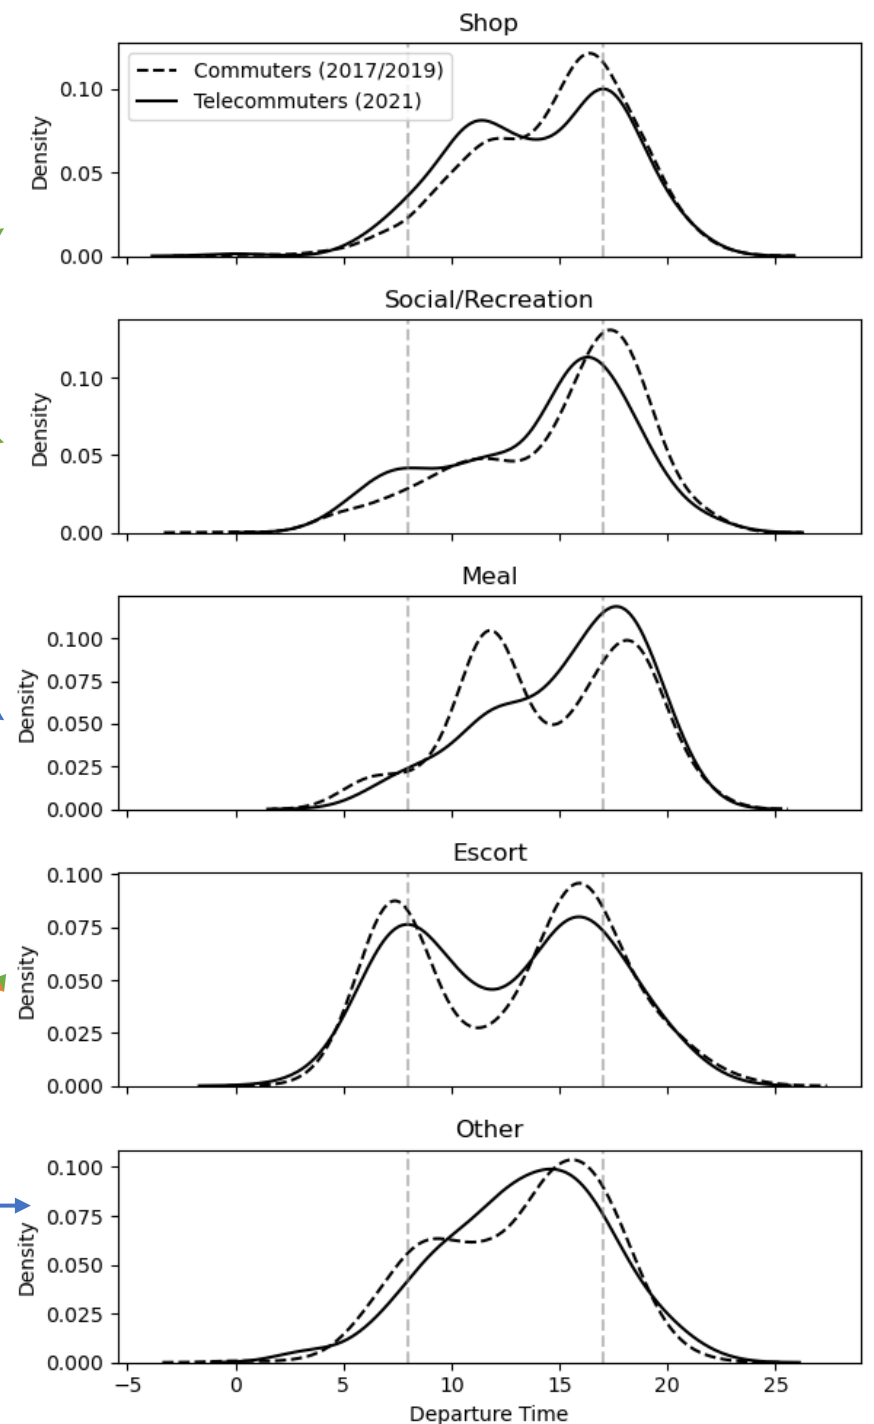 Shop
Commuters (2017/2019)
Telecommuters (2021)
Density
0.10
0.05
0.00
Social/Recreation
Density
0.10
0.05
0.00
Meal
Density
0.100
0.075
0.050
0.025
0.000
Escort
Density
0.100
0.075
0.050
0.025
0.000
Other
Density
0.100
0.075
0.050
0.025
0.000
−5 0 5 10 15 20 25
Departure Time